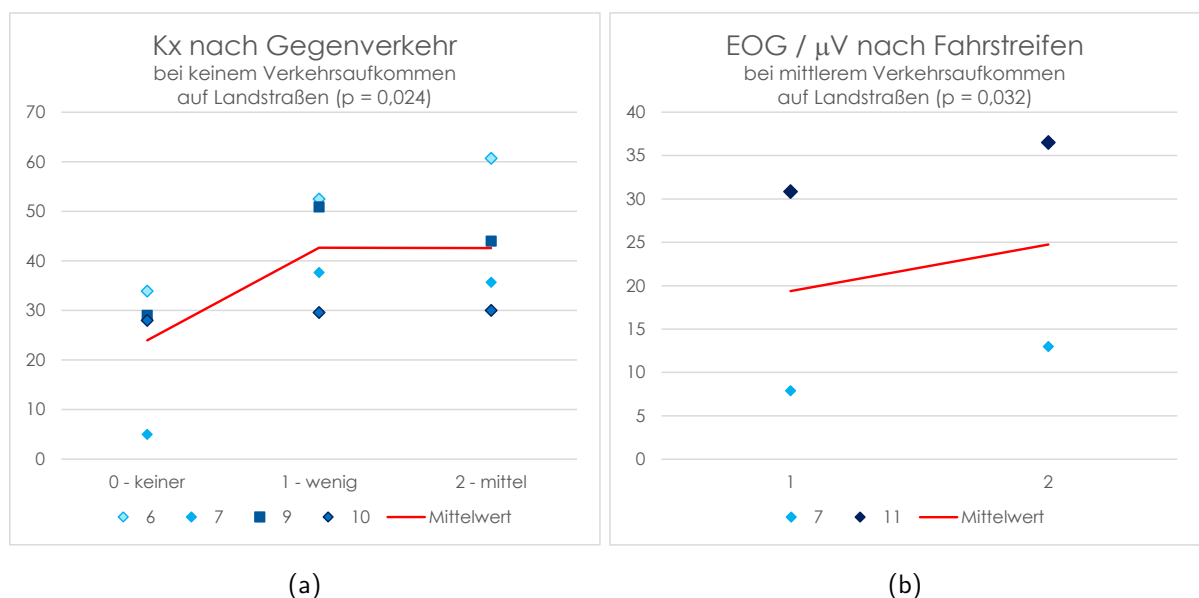 Kx nach Gegenverkehr
bei keinem Verkehrsaufkommen
auf Landstraßen (p = 0,024)
70
60
50
40
30
20
10
0
0 - keiner 1 - wenig 2 - mittel
6 7 9 10 Mittelwert
(a)
EOG / µV nach Fahrstreifen
bei mittlerem Verkehrsaufkommen
auf Landstraßen (p = 0,032)
40
35
30
25
20
15
10
5
0
1 2
7 11 Mittelwert
(b)